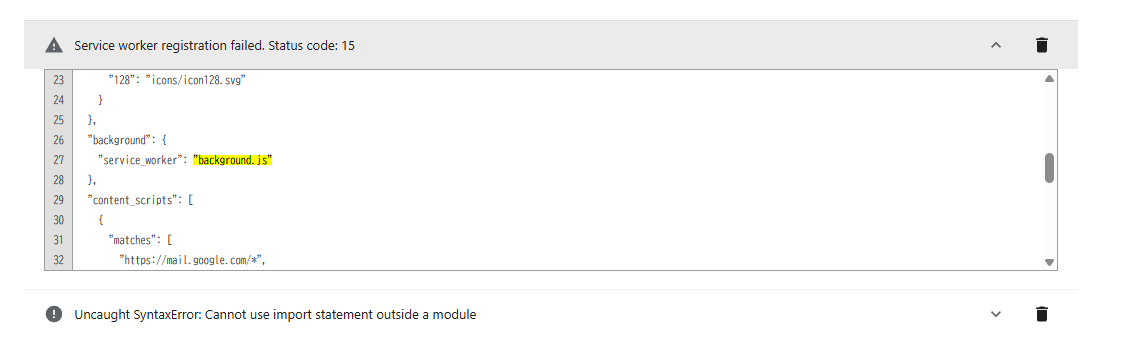 Service worker registration failed. Status code: 15
23 "128": "icons/icon128.svg"
24 }
25 },
26 "background": {
27 "service_worker": "background.js"
28 },
29 "content_scripts": [
30 {
31 "matches": [
32 "https://mail.google.com/*",
Uncaught SyntaxError: Cannot use import statement outside a module